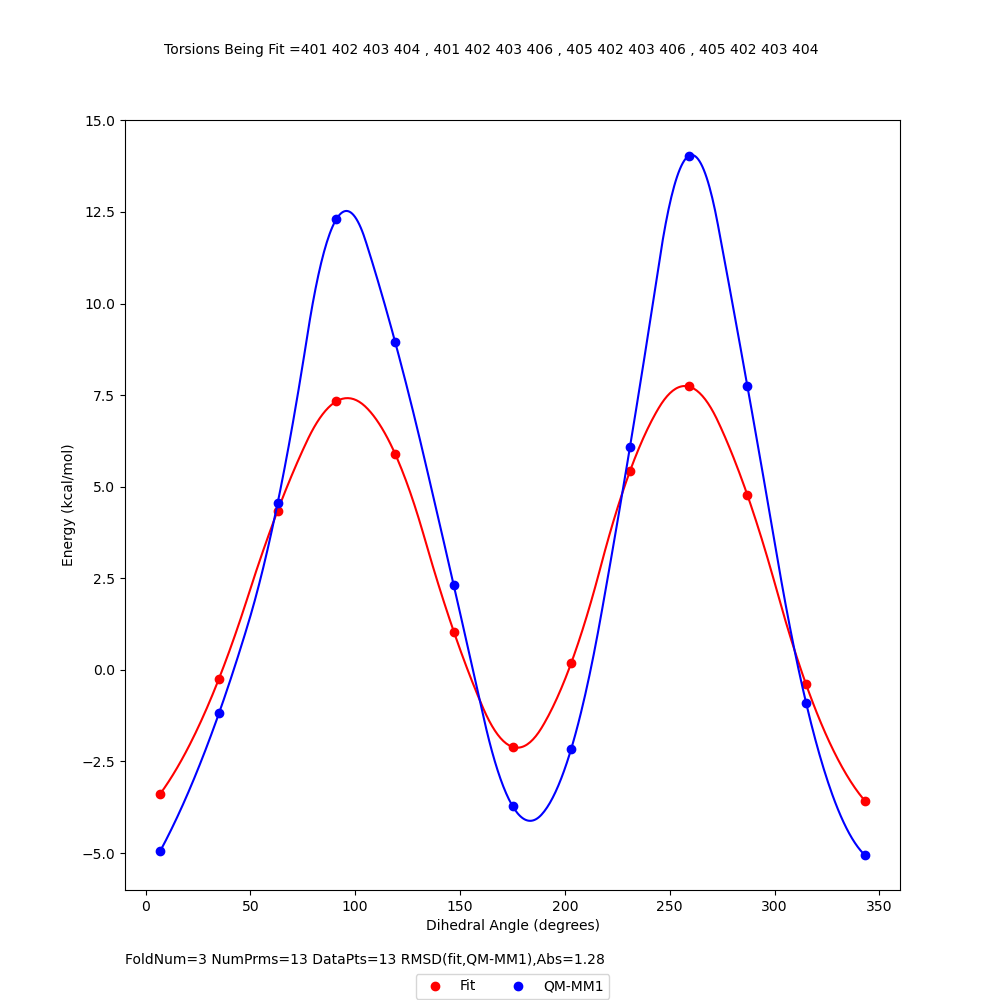 Torsions Being Fit =401 402 403 404 , 401 402 403 406 , 405 402 403 406 , 405 402 403 404
15.0
12.5
10.0
7.5
5.0
2.5
0.0
−2.5
−5.0
Energy (kcal/mol)
0 50 100 150 200 250 300 350
Dihedral Angle (degrees)
FoldNum=3 NumPrms=13 DataPts=13 RMSD(fit,QM-MM1),Abs=1.28
Fit QM-MM1